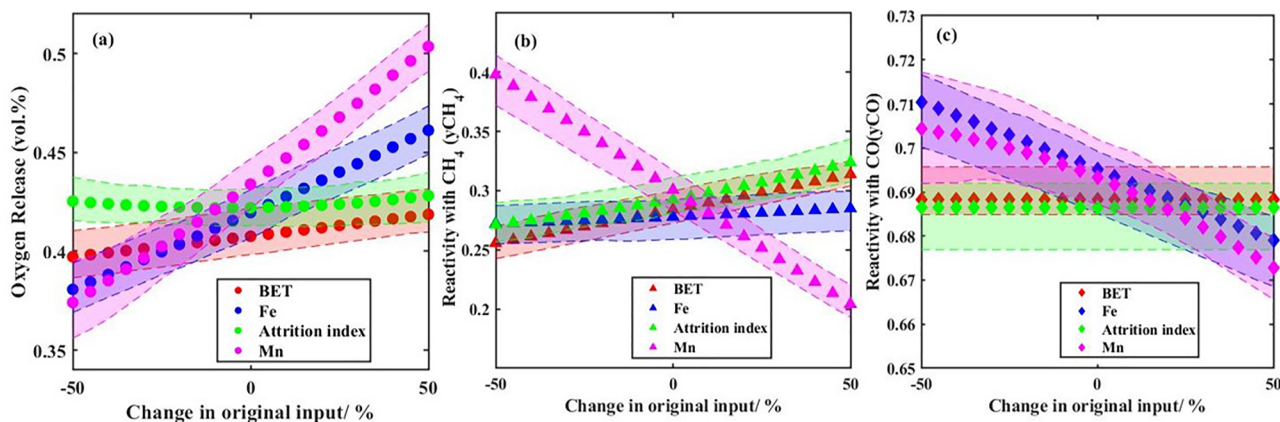 (a)
Oxygen Release (vol.%)
0.5
0.45
0.4
0.35
BET
Fe
Attrition index
Mn
-50
0
50
Change in original input/ %
(b)
Reactivity with CH4 (yCH4)
0.4
0.35
0.3
0.25
0.2
BET
Fe
Attrition index
Mn
-50
0
50
Change in original input/ %
(c)
Reactivity with CO(yCO)
0.73
0.72
0.71
0.7
0.69
0.68
0.67
0.66
0.65
BET
Fe
Attrition index
Mn
-50
0
50
Change in original input/ %